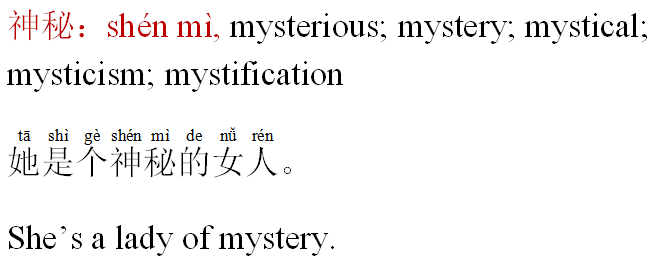 神秘：shén mì, mysterious; mystery; mystical;
mysticism; mystification
tā shì gè shén mì de nǚ rén
她是个神秘的女人。
She’s a lady of mystery.